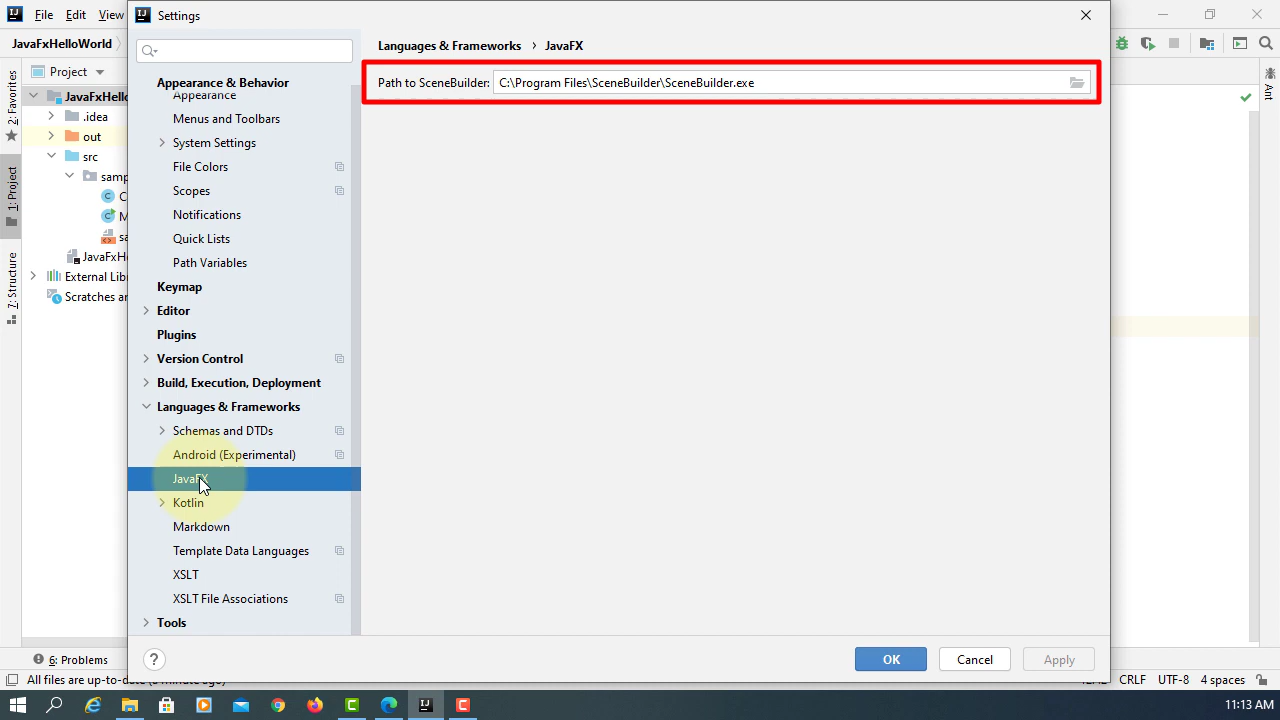 File Edit View
Settings
JavaFxHelloWorld
Languages & Frameworks › JavaFX
Path to SceneBuilder: C:\Program Files\SceneBuilder\SceneBuilder.exe
Project
Appearance & Behavior
Appearance
Menus and Toolbars
System Settings
File Colors
Scopes
Notifications
Quick Lists
Path Variables
Keymap
Editor
Plugins
Version Control
Build, Execution, Deployment
Languages & Frameworks
Schemas and DTDs
Android (Experimental)
JavaFX
Kotlin
Markdown
Template Data Languages
XSLT
XSLT File Associations
Tools
2: Favorites
1: Project
7: Structure
JavaFxHello
.idea
out
src
samp
C
M
sa
JavaFxHe
External Lib
Scratches an
Ant
?
OK Cancel Apply
6: Problems
All files are up-to-date
CRLF UTF-8 4 spaces
11:13 AM